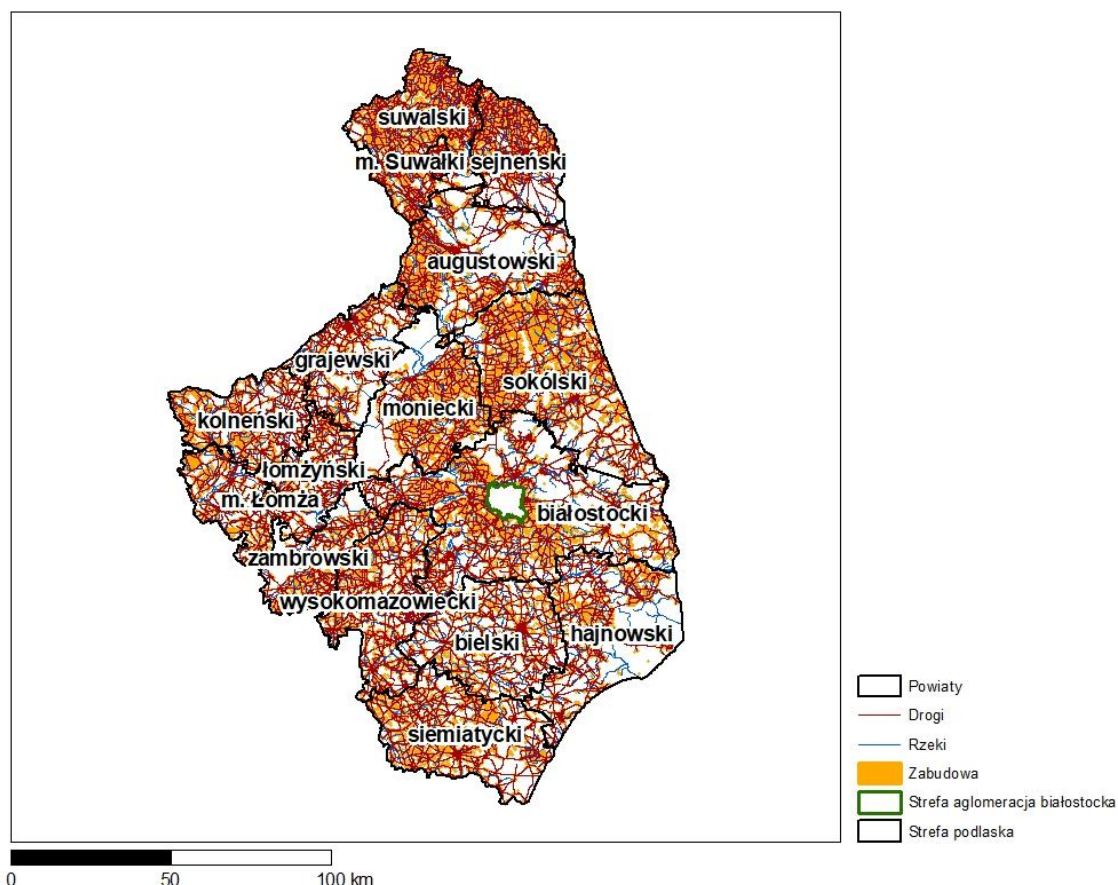 suwalski
m. Suwałki sejneński
augustowski
grajewski
sokólski
moniecki
kolneński
łomżyński
m. Łomża
białostocki
zambrowski
wysokomazowiecki
bielski
hajnowski
siemiatycki
Powiaty
Drogi
Rzeki
Zabudowa
Strefa aglomeracja białostocka
Strefa podlaska
0 50 100 km